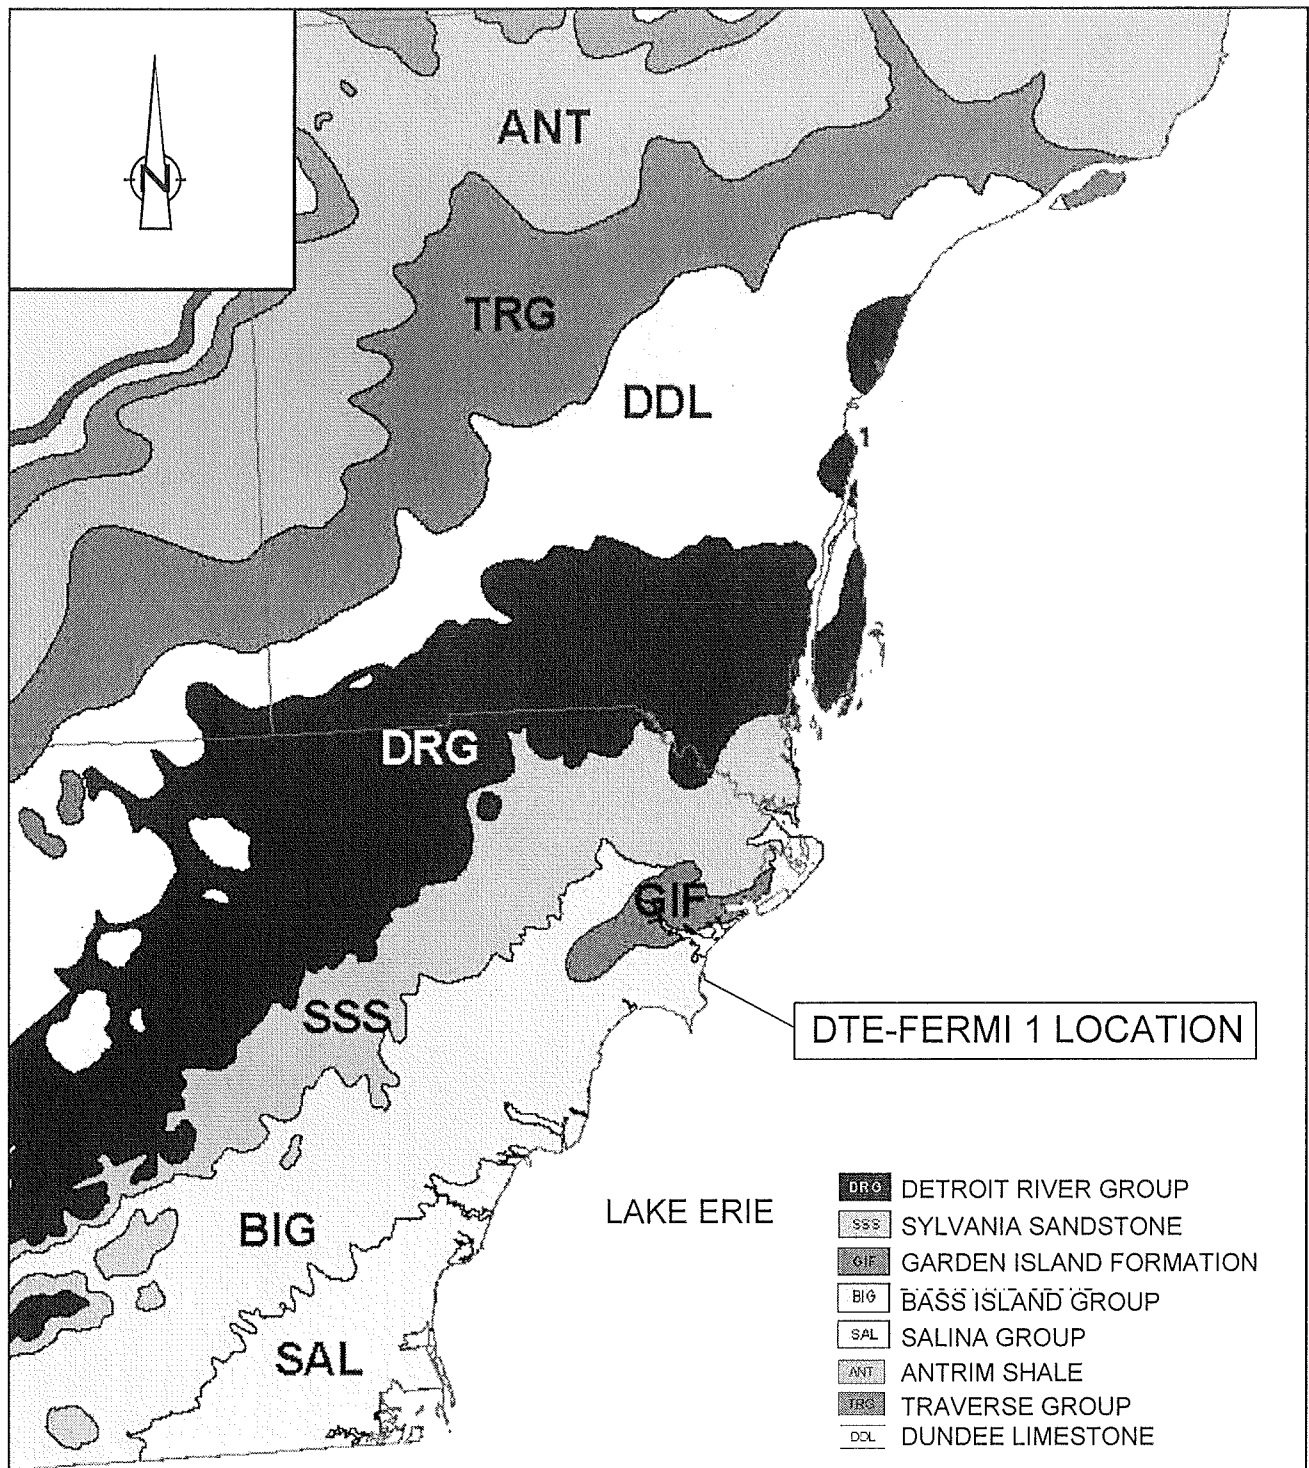 N
ANT
TRG
DDL
1
DRG
GIF
SSS
DTE-FERMI 1 LOCATION
LAKE ERIE
BIG
SAL
DRG DETROIT RIVER GROUP
SSS SYLVANIA SANDSTONE
GIF GARDEN ISLAND FORMATION
BIG BASS ISLAND GROUP
SAL SALINA GROUP
ANT ANTRIM SHALE
TRG TRAVERSE GROUP
DDL DUNDEE LIMESTONE